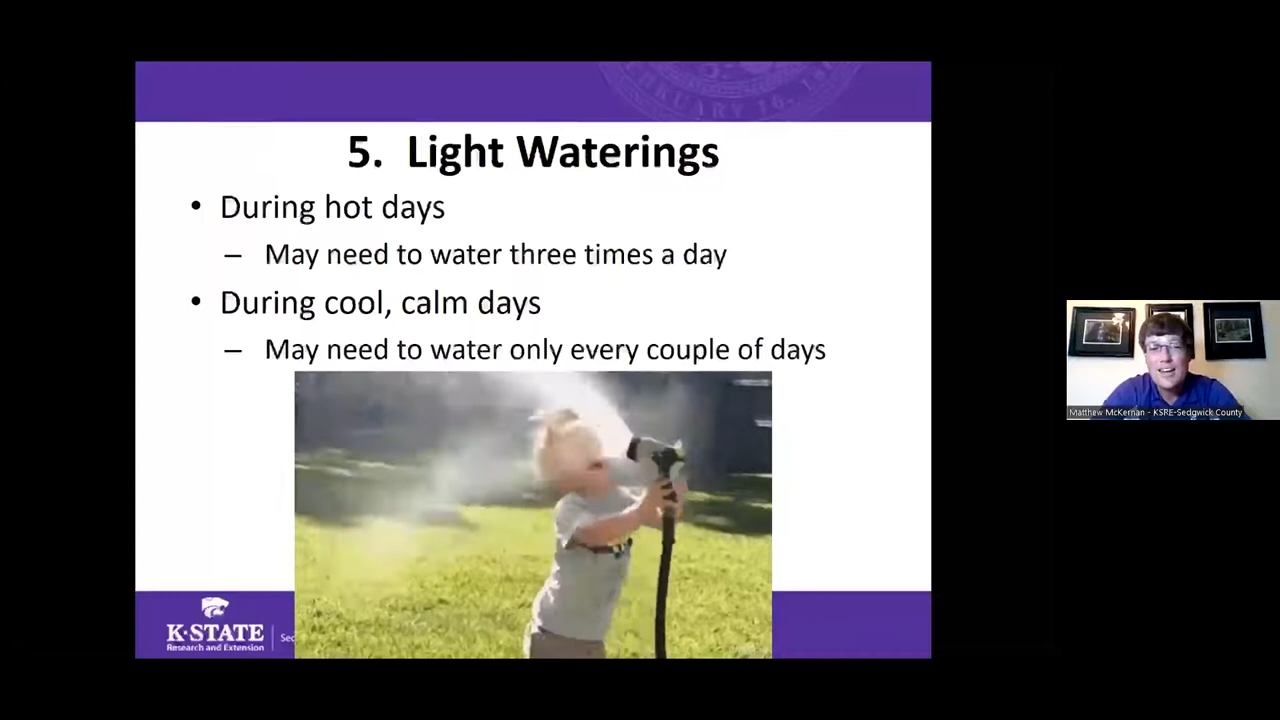 5. Light Waterings
• During hot days
– May need to water three times a day
• During cool, calm days
– May need to water only every couple of days
K-STATE
Research and Extension
Sec
Matthew McKernan - KSRE-Sedgwick County